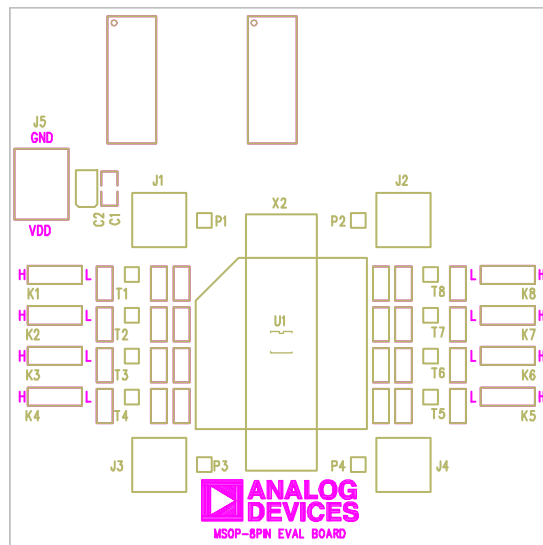 J5
GND
VDD
C2
C1
J1
P1
X2
P2
J2
H L
K1
T1
H L
K2
T2
H L
K3
T3
H L
K4
T4
U1
L H
T8
K8
L H
T7
K7
L H
T6
K6
L H
T5
K5
J3
P3
P4
J4
ANALOG
DEVICES
MSOP-8PIN EVAL BOARD